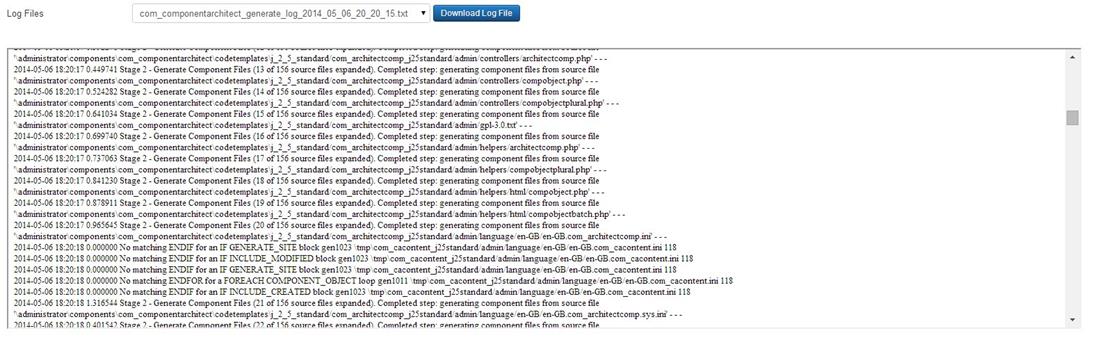 Log Files com_componentarchitect_generate_log_2014_05_06_20_20_15.txt Download Log File
'\administrator\components\com_componentarchitect\codetemplates\j_2_5_standard/com_architectcomp_j25standard/admin/controllers/architectcomp.php' - - -
2014-05-06 18:20:17 0.449741 Stage 2 - Generate Component Files (13 of 156 source files expanded). Completed step: generating component files from source file
'\administrator\components\com_componentarchitect\codetemplates\j_2_5_standard/com_architectcomp_j25standard/admin/controllers/compobject.php' - - -
2014-05-06 18:20:17 0.524282 Stage 2 - Generate Component Files (14 of 156 source files expanded). Completed step: generating component files from source file
'\administrator\components\com_componentarchitect\codetemplates\j_2_5_standard/com_architectcomp_j25standard/admin/controllers/compobjectplural.php' - - -
2014-05-06 18:20:17 0.641034 Stage 2 - Generate Component Files (15 of 156 source files expanded). Completed step: generating component files from source file
'\administrator\components\com_componentarchitect\codetemplates\j_2_5_standard/com_architectcomp_j25standard/admin/gpl-3.0.txt' - - -
2014-05-06 18:20:17 0.699740 Stage 2 - Generate Component Files (16 of 156 source files expanded). Completed step: generating component files from source file
'\administrator\components\com_componentarchitect\codetemplates\j_2_5_standard/com_architectcomp_j25standard/admin/helpers/architectcomp.php' - - -
2014-05-06 18:20:17 0.737063 Stage 2 - Generate Component Files (17 of 156 source files expanded). Completed step: generating component files from source file
'\administrator\components\com_componentarchitect\codetemplates\j_2_5_standard/com_architectcomp_j25standard/admin/helpers/compobjectplural.php' - - -
2014-05-06 18:20:17 0.841230 Stage 2 - Generate Component Files (18 of 156 source files expanded). Completed step: generating component files from source file
'\administrator\components\com_componentarchitect\codetemplates\j_2_5_standard/com_architectcomp_j25standard/admin/helpers/html/compobject.php' - - -
2014-05-06 18:20:17 0.878911 Stage 2 - Generate Component Files (19 of 156 source files expanded). Completed step: generating component files from source file
'\administrator\components\com_componentarchitect\codetemplates\j_2_5_standard/com_architectcomp_j25standard/admin/helpers/html/compobjectbatch.php' - - -
2014-05-06 18:20:17 0.965645 Stage 2 - Generate Component Files (20 of 156 source files expanded). Completed step: generating component files from source file
'\administrator\components\com_componentarchitect\codetemplates\j_2_5_standard/com_architectcomp_j25standard/admin/language/en-GB/en-GB.com_architectcomp.ini' - - -
2014-05-06 18:20:18 0.000000 No matching ENDIF for an IF GENERATE_SITE block gen1023 \tmp\com_cacontent_j25standard/admin/language/en-GB/en-GB.com_cacontent.ini 118
2014-05-06 18:20:18 0.000000 No matching ENDIF for an IF INCLUDE_MODIFIED block gen1023 \tmp\com_cacontent_j25standard/admin/language/en-GB/en-GB.com_cacontent.ini 118
2014-05-06 18:20:18 0.000000 No matching ENDIF for an IF GENERATE_SITE block gen1023 \tmp\com_cacontent_j25standard/admin/language/en-GB/en-GB.com_cacontent.ini 118
2014-05-06 18:20:18 0.000000 No matching ENDFOR for a FOREACH COMPONENT_OBJECT loop gen1011 \tmp\com_cacontent_j25standard/admin/language/en-GB/en-GB.com_cacontent.ini 118
2014-05-06 18:20:18 0.000000 No matching ENDIF for an IF INCLUDE_CREATED block gen1023 \tmp\com_cacontent_j25standard/admin/language/en-GB/en-GB.com_cacontent.ini 118
2014-05-06 18:20:18 1.316544 Stage 2 - Generate Component Files (21 of 156 source files expanded). Completed step: generating component files from source file
'\administrator\components\com_componentarchitect\codetemplates\j_2_5_standard/com_architectcomp_j25standard/admin/language/en-GB/en-GB.com_architectcomp.sys.ini' - - -
2014-05-06 18:20:18 0.401542 Stage 2 - Generate Component Files (22 of 156 source files expanded). Completed step: generating component files from source file